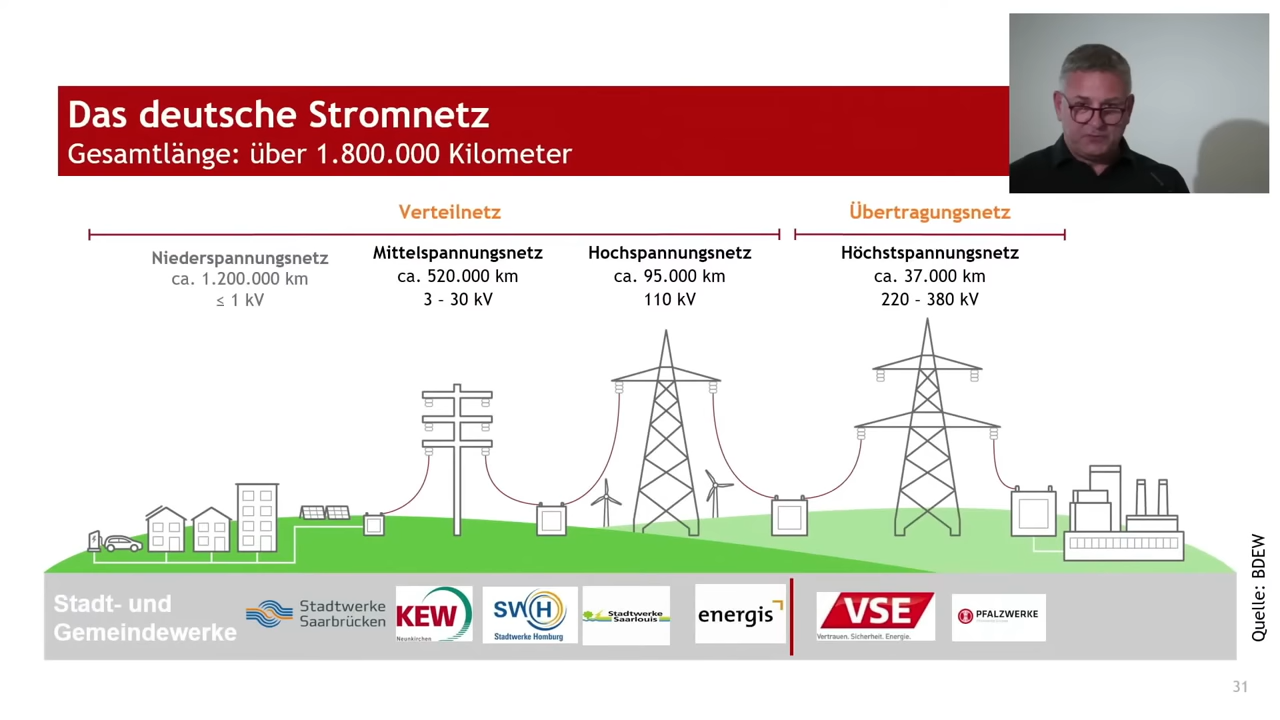 Das deutsche Stromnetz
Gesamtlänge: über 1.800.000 Kilometer
Verteilnetz
Übertragungsnetz
Niederspannungsnetz
ca. 1.200.000 km
≤ 1 kV
Mittelspannungsnetz
ca. 520.000 km
3 – 30 kV
Hochspannungsnetz
ca. 95.000 km
110 kV
Höchstspannungsnetz
ca. 37.000 km
220 – 380 kV
Stadt- und
Gemeindewerke
Stadtwerke
Saarbrücken
KEW
Neunkirchen
SWH
Stadtwerke Homburg
Stadtwerke
Saarlouis
energis
VSE
Vertrauen. Sicherheit. Energie.
PFALZWERKE
Quelle: BDEW
31